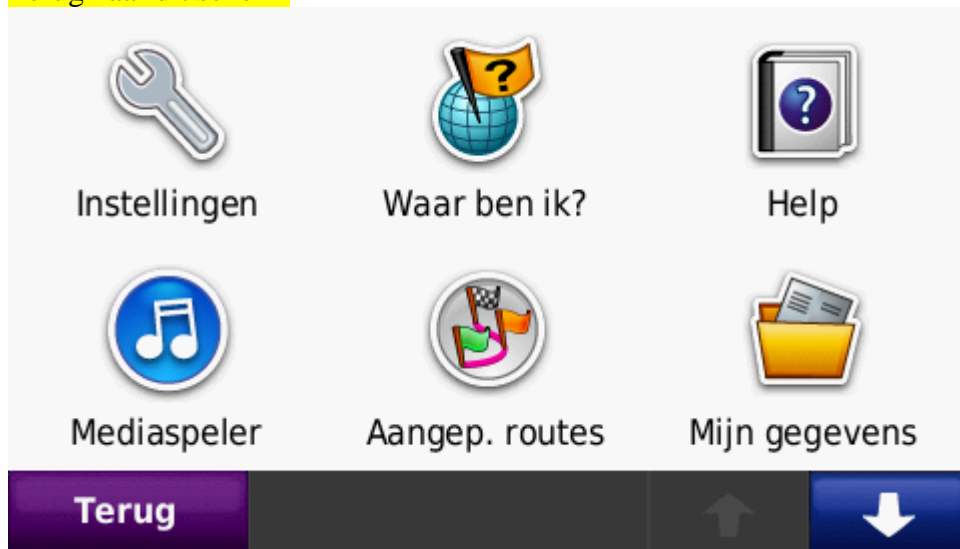 Instellingen
Waar ben ik?
Help
Mediaspeler
Aangep. routes
Mijn gegevens
Terug